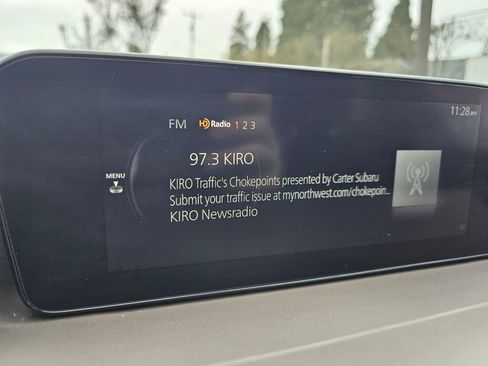 11:28am
FM HD Radio 1 2 3
97.3 KIRO
MENU
KIRO Traffic's Chokepoints presented by Carter Subaru
Submit your traffic issue at mynorthwest.com/chokepoin...
KIRO Newsradio